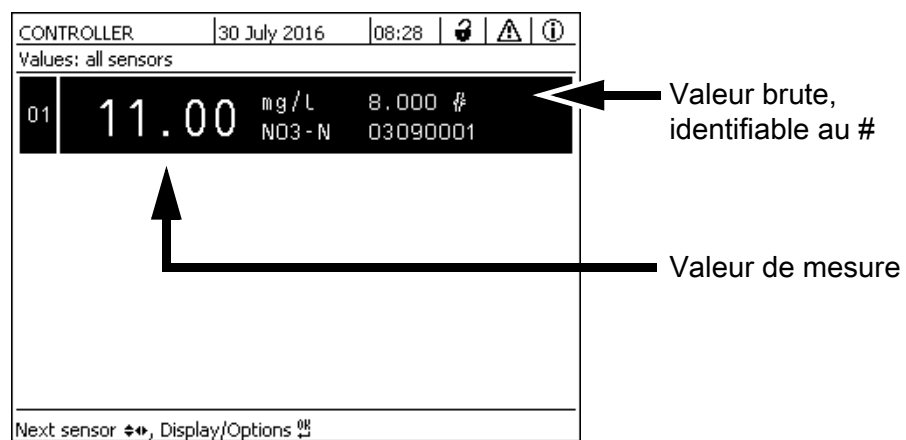 CONTROLLER 30 July 2016 08:28
Values: all sensors
01 11.00 mg/l 8.000 #
NO3-N 03090001
Valeur brute,
identifiable au #
Valeur de mesure
Next sensor, Display/Options OK